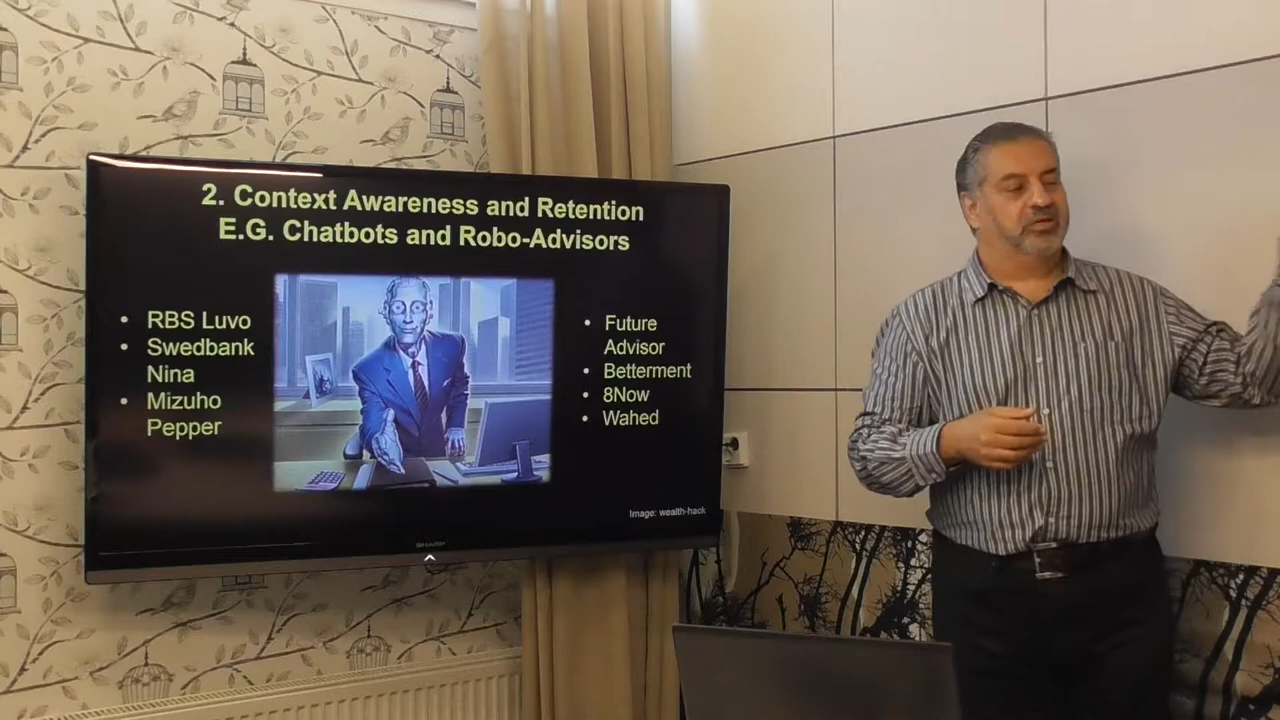 2. Context Awareness and Retention
E.G. Chatbots and Robo-Advisors
• RBS Luvo
• Swedbank
Nina
• Mizuho
Pepper
• Future
Advisor
• Betterment
• 8Now
• Wahed
Image: wealth-hack
SHARP